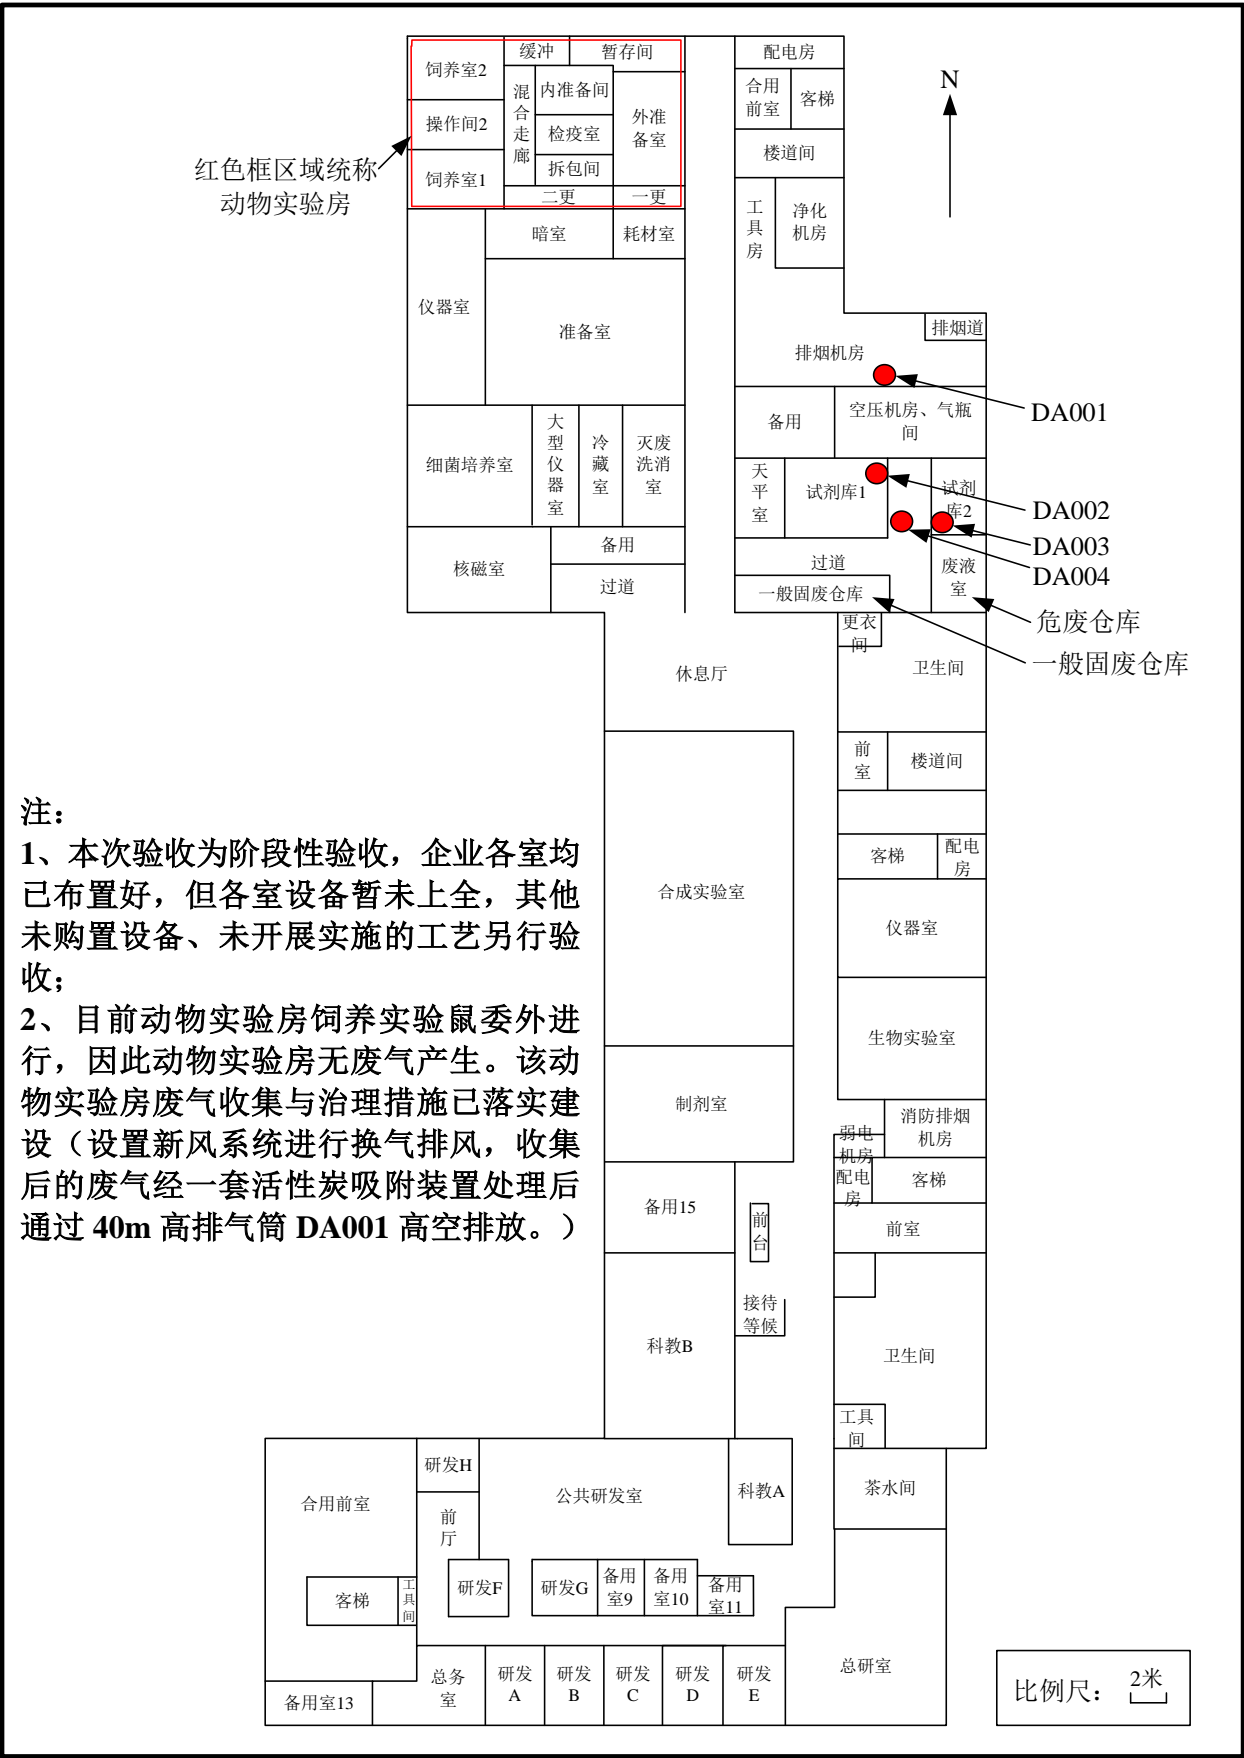 缓冲
暂存间
饲养室2
内准备间
混
合
走
廊
外准
备室
操作间2
检疫室
拆包间
饲养室1
二更
一更
红色框区域统称
动物实验房
配电房
合用
前室
客梯
楼道间
工
具
房
净化
机房
N
暗室
耗材室
仪器室
准备室
排烟道
排烟机房
DA001
备用
空压机房、气瓶
间
细菌培养室
大
型
仪
器
室
冷
藏
室
灭废
洗消
室
天
平
室
试剂库1
试剂
库2
DA002
DA003
DA004
核磁室
备用
过道
过道
废液
室
一般固废仓库
危废仓库
一般固废仓库
更衣
间
卫生间
休息厅
前
室
楼道间
客梯
配电
房
合成实验室
仪器室
生物实验室
制剂室
消防排烟
机房
弱电
机房
配电
房
客梯
备用15
前
台
前室
接待
等候
科教B
卫生间
工具
间
注：
1、本次验收为阶段性验收，企业各室均
已布置好，但各室设备暂未上全，其他
未购置设备、未开展实施的工艺另行验
收；
2、目前动物实验房饲养实验鼠委外进
行，因此动物实验房无废气产生。该动
物实验房废气收集与治理措施已落实建
设（设置新风系统进行换气排风，收集
后的废气经一套活性炭吸附装置处理后
通过 40m 高排气筒 DA001 高空排放。）
合用前室
研发H
公共研发室
科教A
茶水间
前
厅
客梯
工
具
间
研发F
研发G
备用
室9
备用
室10
备用
室11
总务
室
研发
A
研发
B
研发
C
研发
D
研发
E
总研室
备用室13
比例尺：
2米